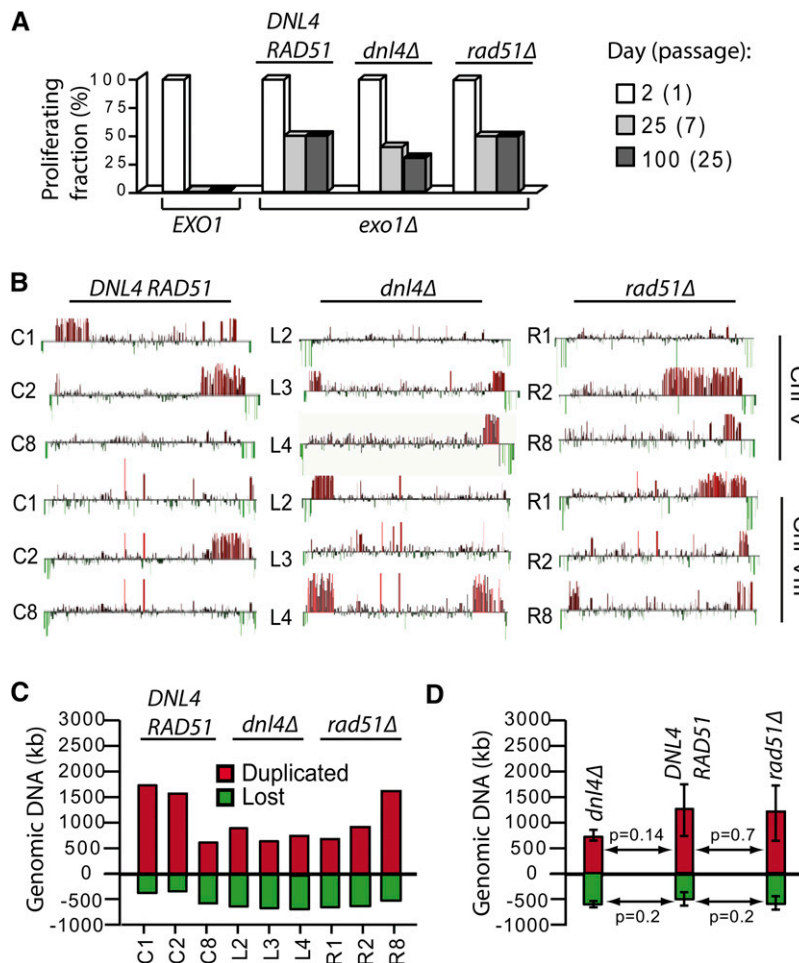 A
DNL4
RAD51
dnl4Δ
rad51Δ
Day (passage):
Proliferating
fraction (%)
100
75
50
25
0
2 (1)
25 (7)
100 (25)
EXO1
exo1Δ
B
DNL4 RAD51
dnl4Δ
rad51Δ
C1
C2
C8
C1
C2
C8
L2
L3
L4
L2
L3
L4
R1
R2
R8
R1
R2
R8
C
DNL4
RAD51
dnl4Δ
rad51Δ
Genomic DNA (kb)
3000
2500
2000
1500
1000
500
0
-500
-1000
Duplicated
Lost
C1
C2
C8
L2
L3
L4
R1
R2
R8
D
Genomic DNA (kb)
3000
2500
2000
1500
1000
500
0
-500
-1000
dnl4Δ
DNL4
RAD51
rad51Δ
p=0.14
p=0.7
p=0.2
p=0.2